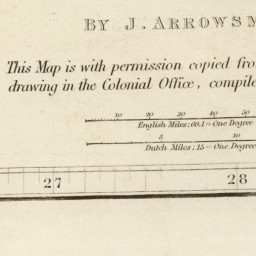 BY J. ARROWSM
This Map is with permission copied fro
drawing in the Colonial Office, compile
10 20 30 40 50
English Miles; 69.1 = One Degree
5 10
Dutch Miles; 15 = One Degree
27 28